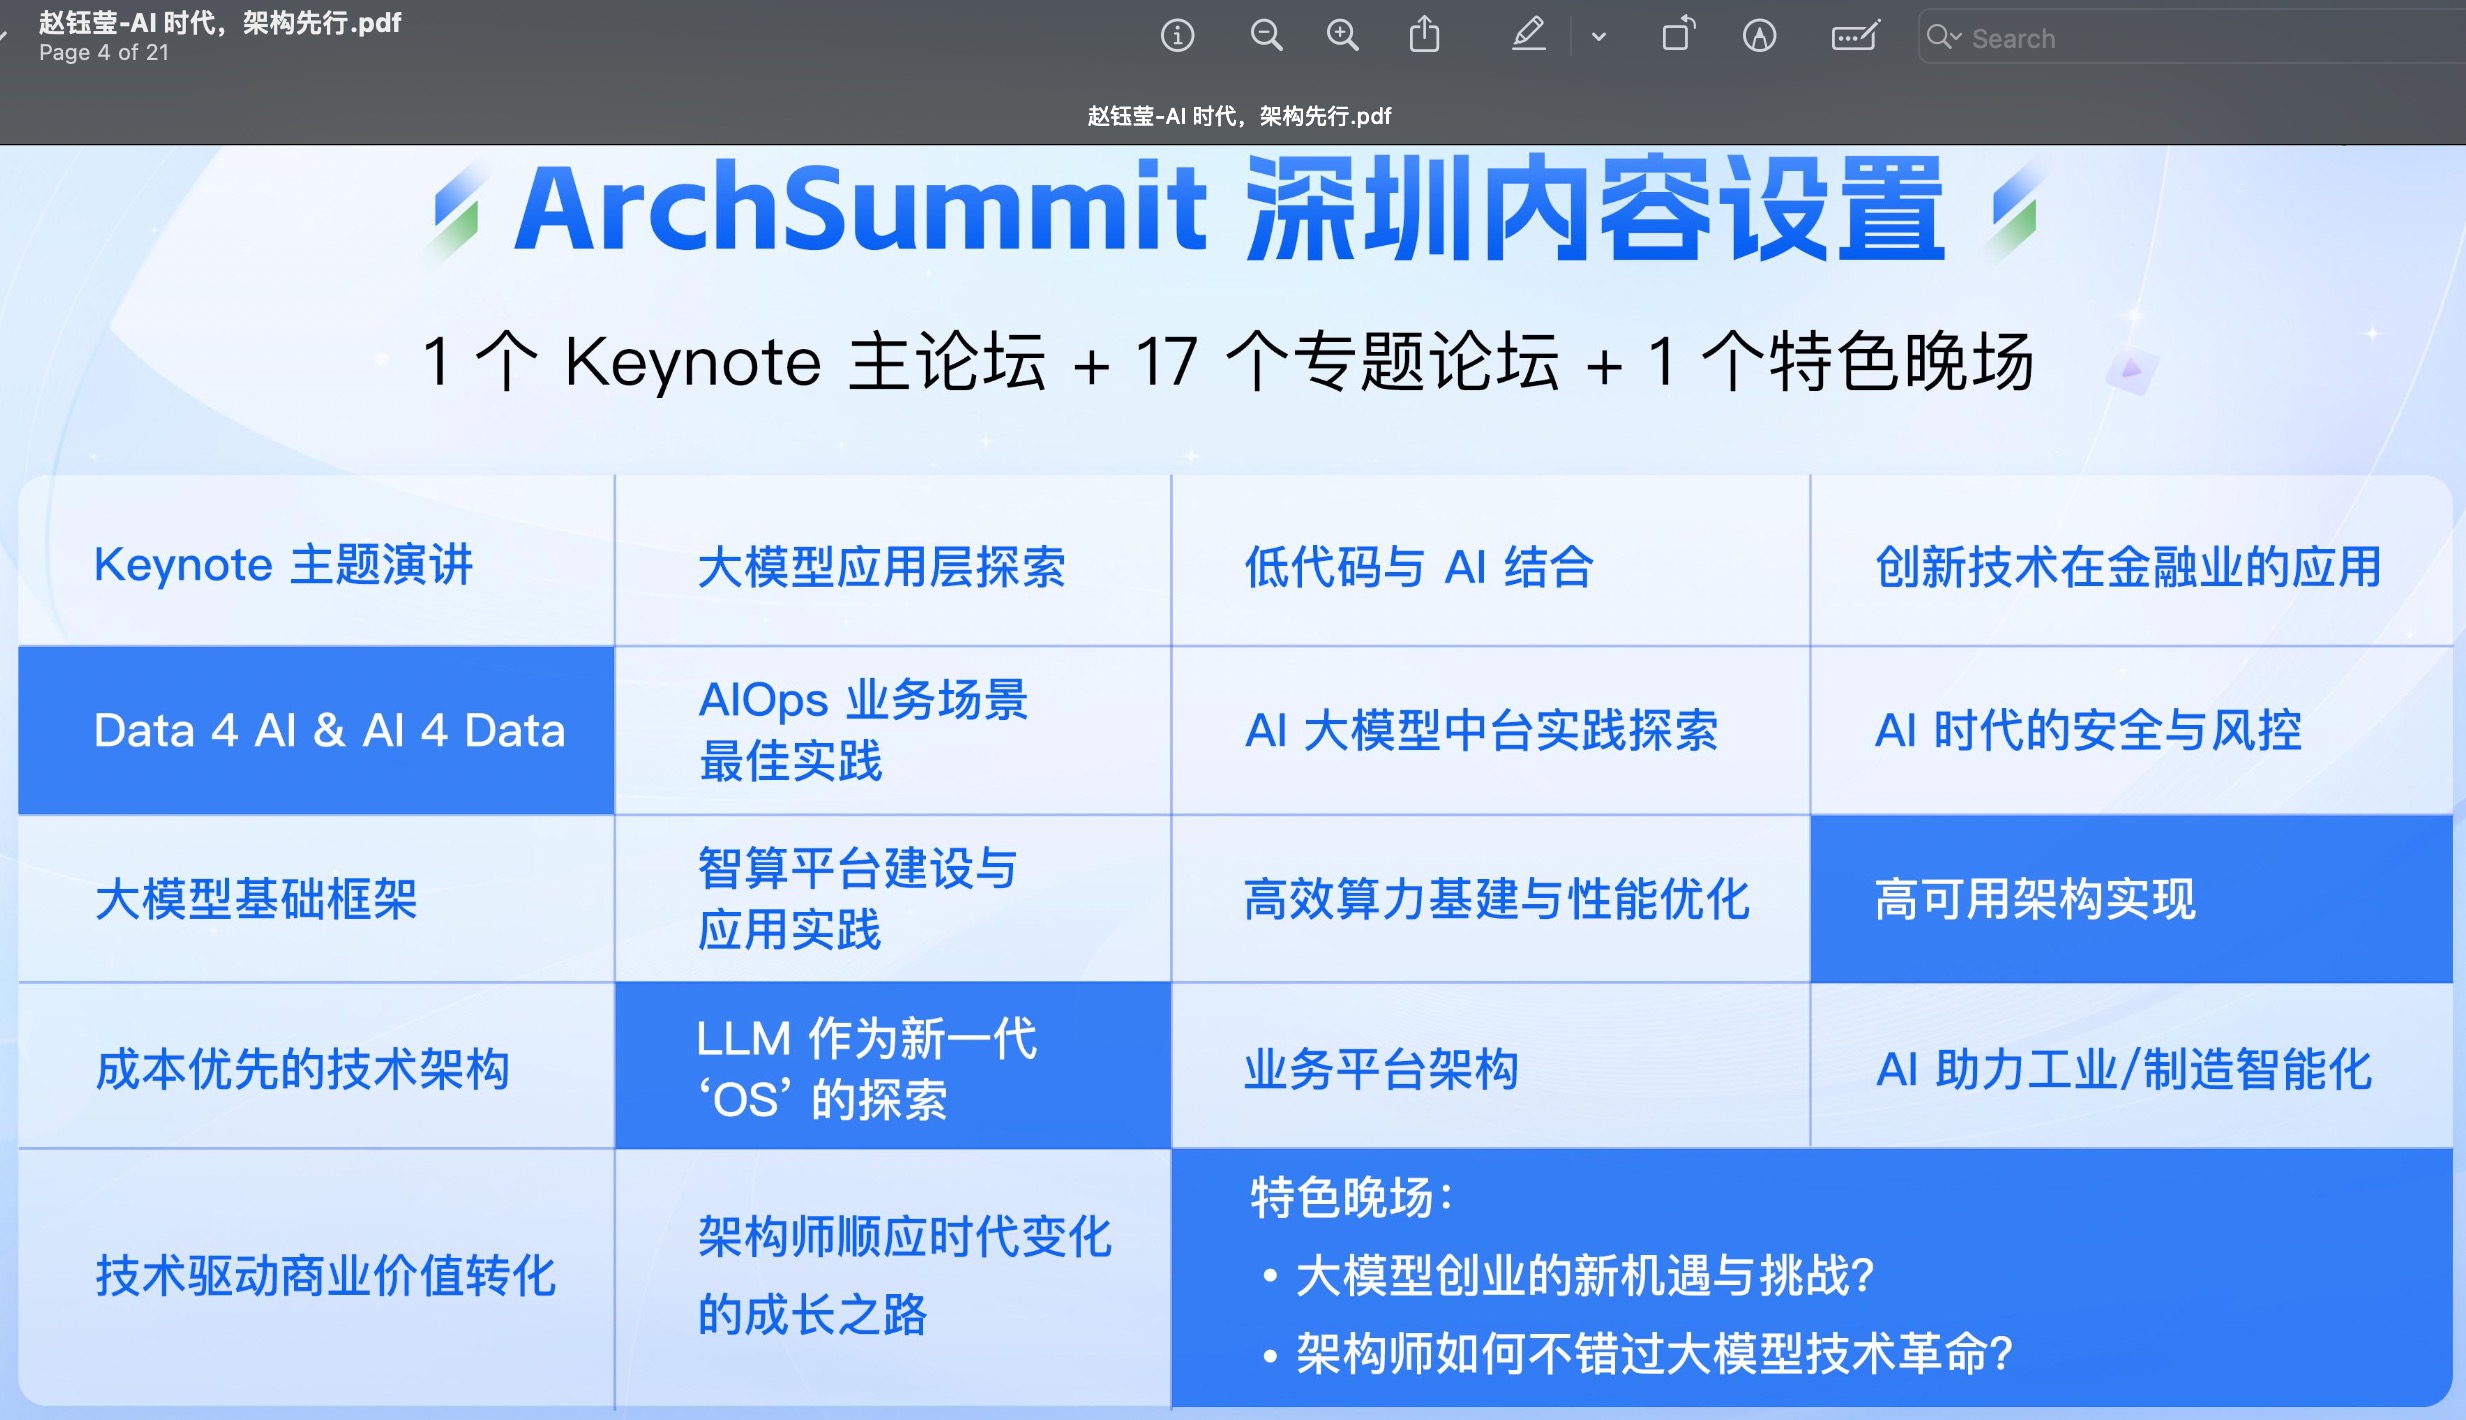 赵钰莹-AI 时代，架构先行.pdf
Page 4 of 21
Search
赵钰莹-AI 时代，架构先行.pdf
ArchSummit 深圳内容设置
1 个 Keynote 主论坛 + 17 个专题论坛 + 1 个特色晚场
Keynote 主题演讲
大模型应用层探索
低代码与 AI 结合
创新技术在金融业的应用
Data 4 AI & AI 4 Data
AIOps 业务场景
最佳实践
AI 大模型中台实践探索
AI 时代的安全与风控
大模型基础框架
智算平台建设与
应用实践
高效算力基建与性能优化
高可用架构实现
成本优先的技术架构
LLM 作为新一代
‘OS’ 的探索
业务平台架构
AI 助力工业/制造智能化
技术驱动商业价值转化
架构师顺应时代变化
的成长之路
特色晚场：
• 大模型创业的新机遇与挑战？
• 架构师如何不错过大模型技术革命？